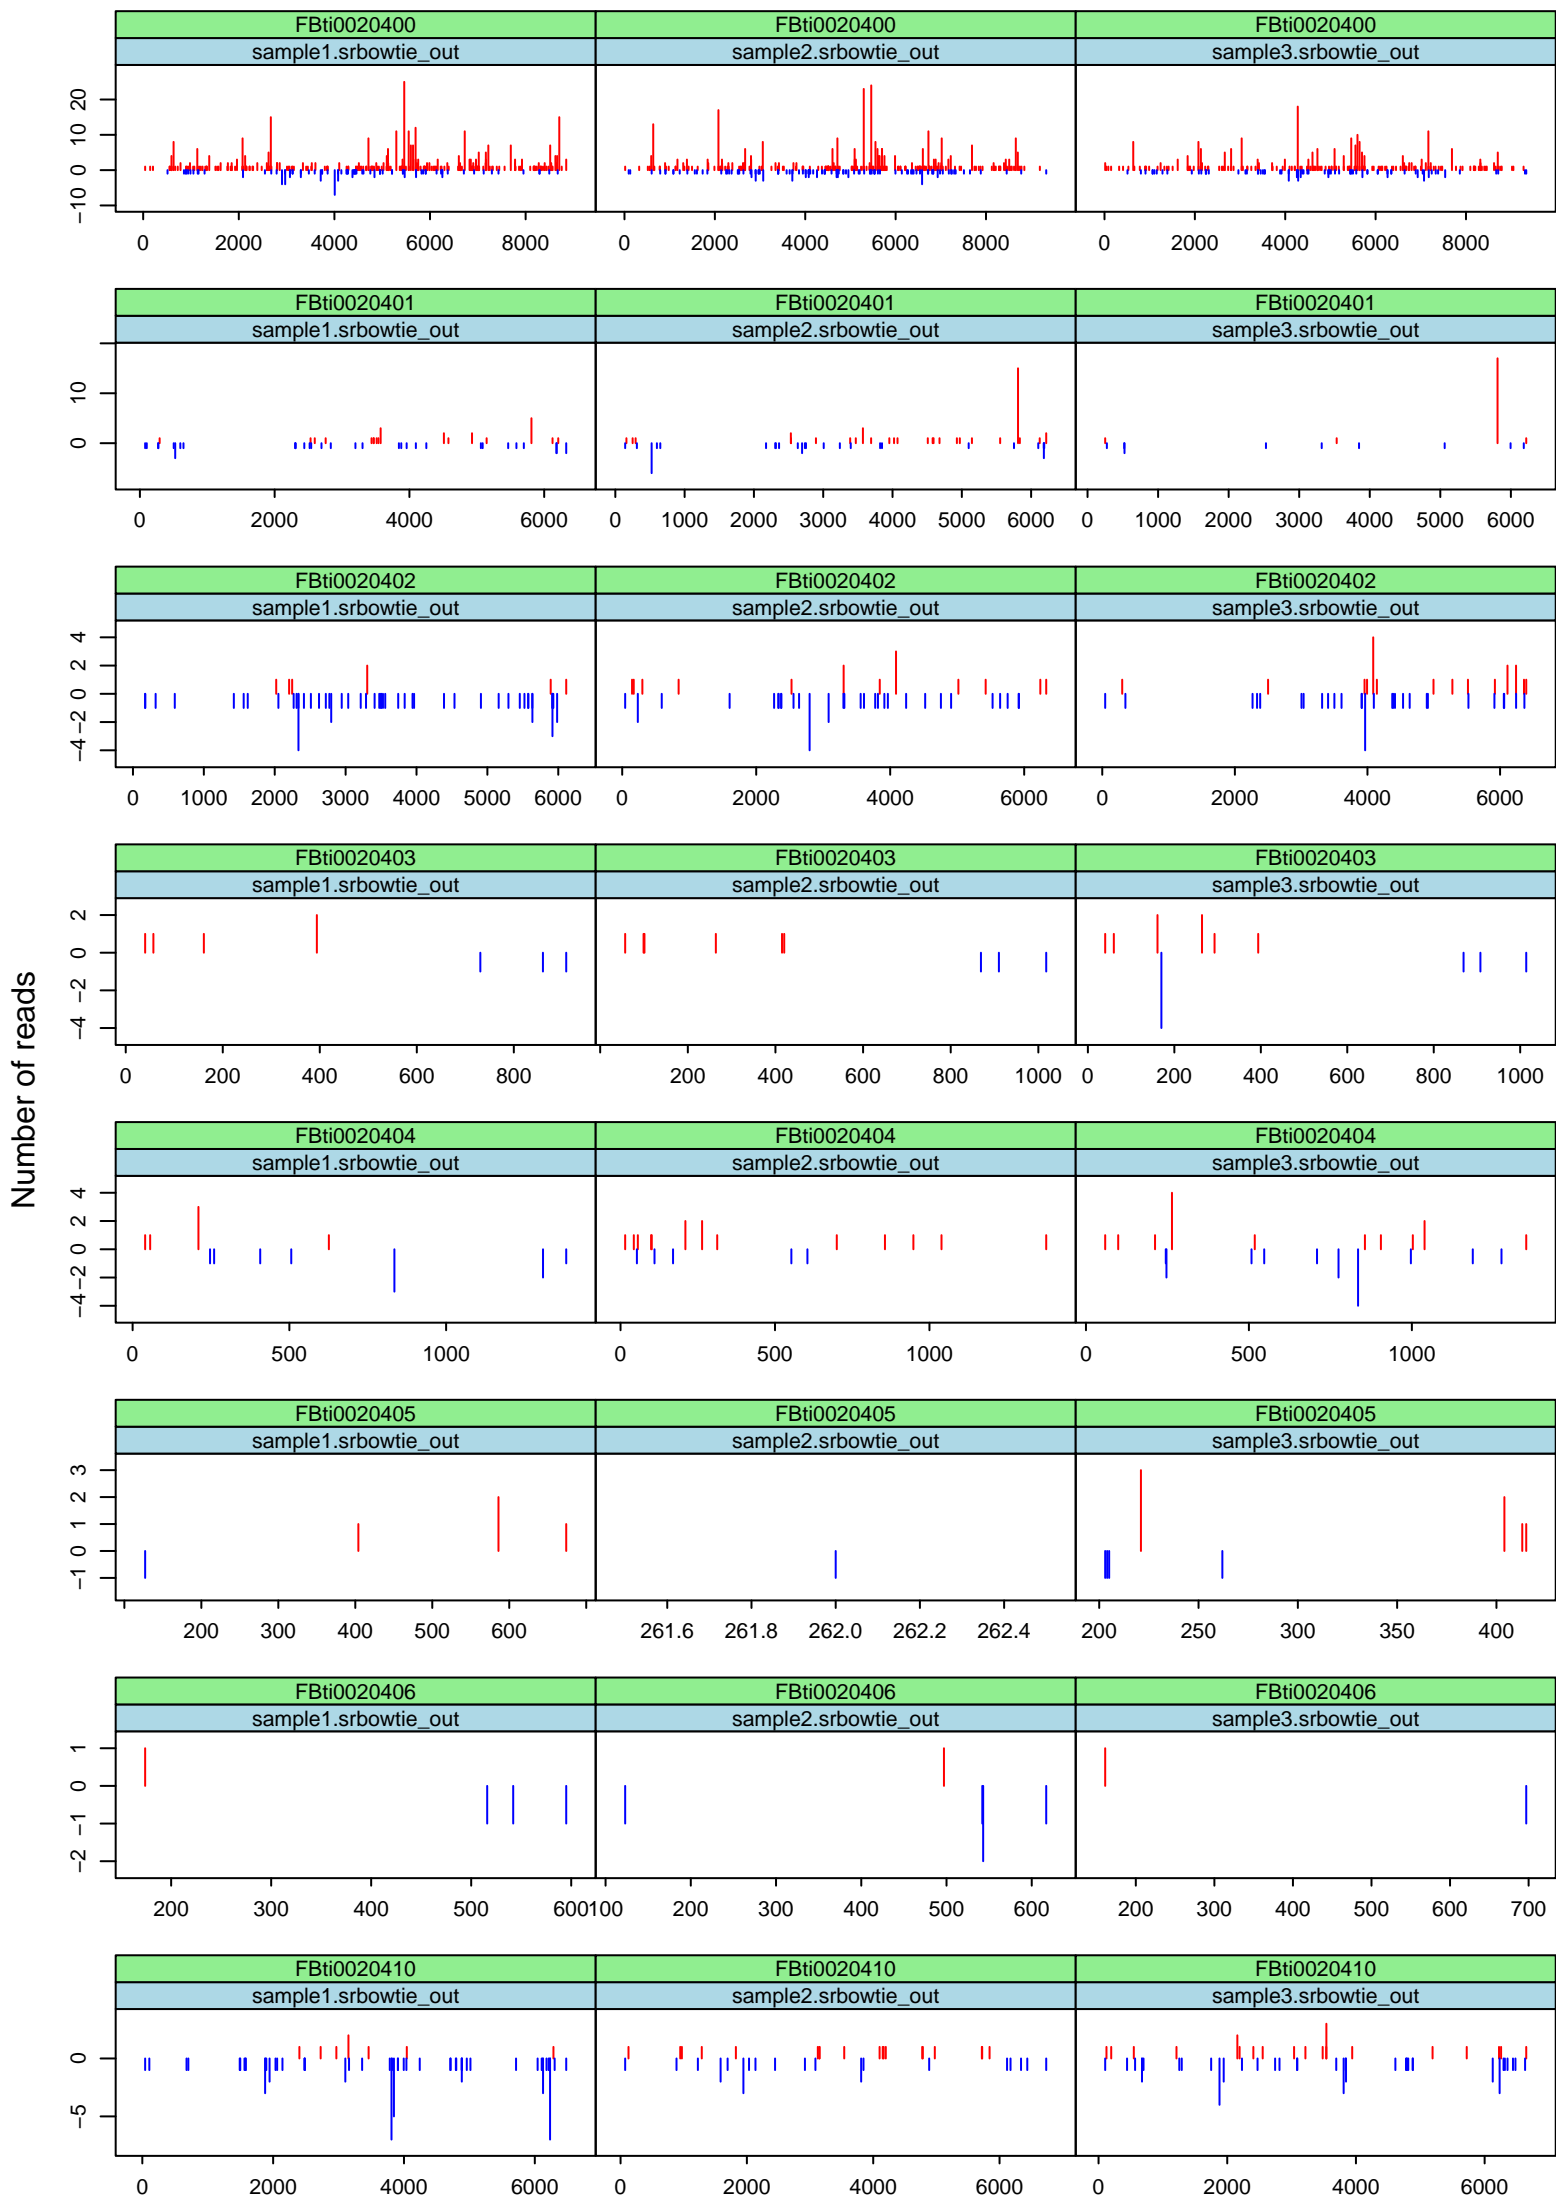 FBti0020400 FBti0020400 FBti0020400
sample1.srbowtie_out sample2.srbowtie_out sample3.srbowtie_out
20
10
0
−10
0 2000 4000 6000 8000 0 2000 4000 6000 8000 0 2000 4000 6000 8000
FBti0020401 FBti0020401 FBti0020401
sample1.srbowtie_out sample2.srbowtie_out sample3.srbowtie_out
10
0
0 2000 4000 6000 0 1000 2000 3000 4000 5000 6000 0 1000 2000 3000 4000 5000 6000
FBti0020402 FBti0020402 FBti0020402
sample1.srbowtie_out sample2.srbowtie_out sample3.srbowtie_out
4
2
0
−2
−4
0 1000 2000 3000 4000 5000 6000 0 2000 4000 6000 0 2000 4000 6000
FBti0020403 FBti0020403 FBti0020403
sample1.srbowtie_out sample2.srbowtie_out sample3.srbowtie_out
2
0
−2
−4
0 200 400 600 800 200 400 600 800 1000 0 200 400 600 800 1000
Number of reads
FBti0020404 FBti0020404 FBti0020404
sample1.srbowtie_out sample2.srbowtie_out sample3.srbowtie_out
4
2
0
−2
−4
0 500 1000 0 500 1000 0 500 1000
FBti0020405 FBti0020405 FBti0020405
sample1.srbowtie_out sample2.srbowtie_out sample3.srbowtie_out
3
2
1
0
−1
200 300 400 500 600 261.6 261.8 262.0 262.2 262.4 200 250 300 350 400
FBti0020406 FBti0020406 FBti0020406
sample1.srbowtie_out sample2.srbowtie_out sample3.srbowtie_out
1
0
−1
−2
200 300 400 500 600 100 200 300 400 500 600 200 300 400 500 600 700
FBti0020410 FBti0020410 FBti0020410
sample1.srbowtie_out sample2.srbowtie_out sample3.srbowtie_out
0
−5
0 2000 4000 6000 0 2000 4000 6000 0 2000 4000 6000